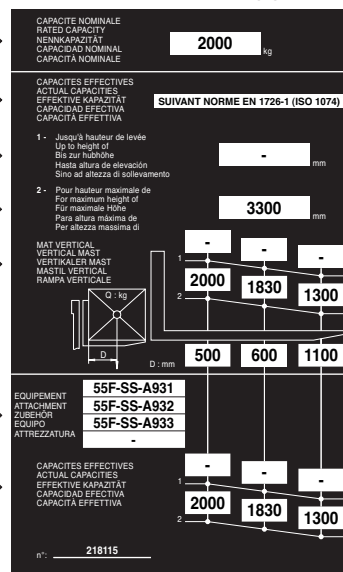 CAPACITE NOMINALE
RATED CAPACITY
NENNKAPAZITÄT
CAPACIDAD NOMINAL
CAPACITÀ NOMINALE
2000 kg
CAPACITES EFFECTIVES
ACTUAL CAPACITIES
EFFEKTIVE KAPAZITÄT
CAPACIDAD EFECTIVA
CAPACITÀ EFFETTIVA
SUIVANT NORME EN 1726-1 (ISO 1074)
1 - Jusqu'à hauteur de levée
Up to height of
Bis zur hubhöhe
Hasta altura de elevación
Sino ad altezza di sollevamento
- mm
2 - Pour hauteur maximale de
For maximum height of
Für maximale Höhe
Para altura máxima de
Per altezza massima di
3300 mm
MAT VERTICAL
VERTICAL MAST
VERTIKALER MAST
MASTIL VERTICAL
RAMPA VERTICALE
1 - - -
2 2000 1830 1300
Q : kg
D
D : mm 500 600 1100
EQUIPEMENT
ATTACHMENT
ZUBEHÖR
EQUIPO
ATTREZZATURA
55F-SS-A931
55F-SS-A932
55F-SS-A933
-
CAPACITES EFFECTIVES
ACTUAL CAPACITIES
EFFEKTIVE KAPAZITÄT
CAPACIDAD EFECTIVA
CAPACITÀ EFFETTIVA
1 - - -
2 2000 1830 1300
n°: 218115